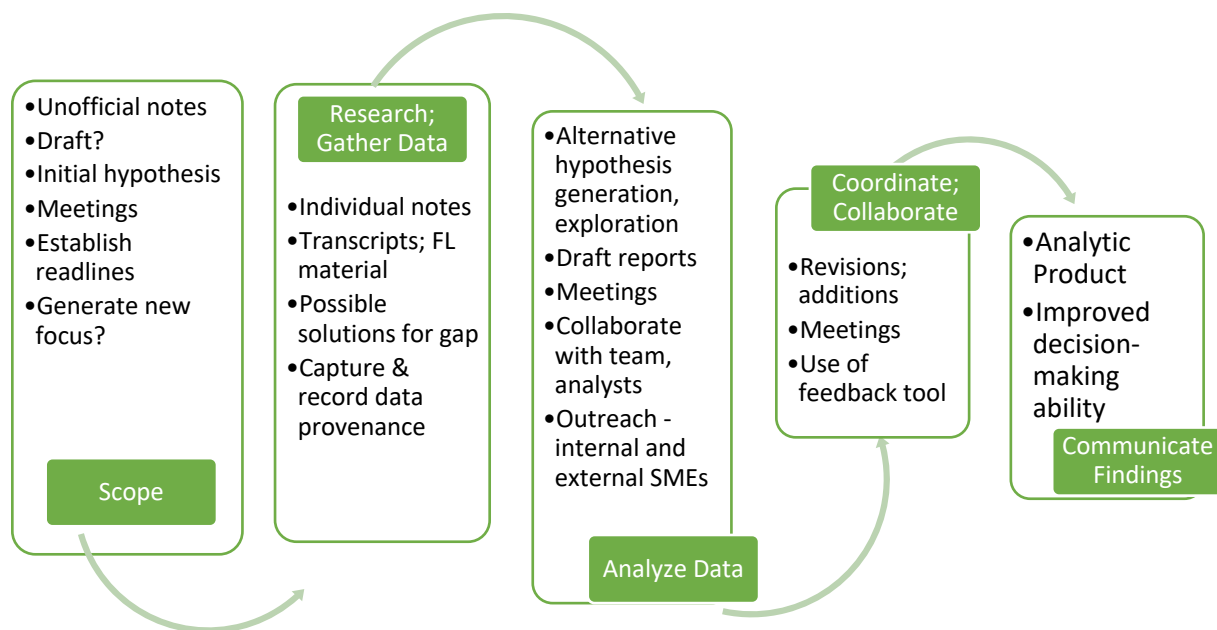 •Unofficial notes
•Draft?
•Initial hypothesis
•Meetings
•Establish
readlines
•Generate new
focus?
Scope
Research;
Gather Data
•Individual notes
•Transcripts; FL
material
•Possible
solutions for gap
•Capture &
record data
provenance
•Alternative
hypothesis
generation,
exploration
•Draft reports
•Meetings
•Collaborate
with team,
analysts
•Outreach -
internal and
external SMEs
Analyze Data
Coordinate;
Collaborate
•Revisions;
additions
•Meetings
•Use of
feedback tool
•Analytic
Product
•Improved
decision-
making
ability
Communicate
Findings